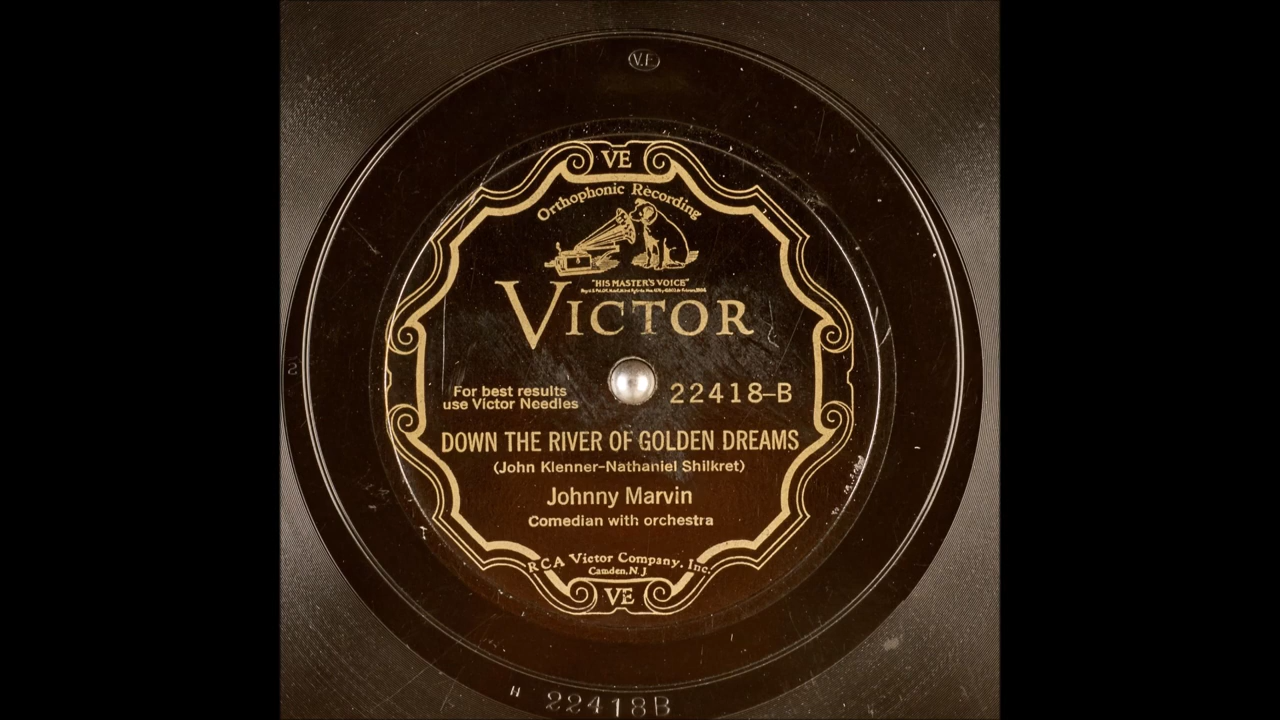 V.E
VE
Orthophonic Recording
"HIS MASTER'S VOICE"
VICTOR
For best results
use Victor Needles
22418-B
DOWN THE RIVER OF GOLDEN DREAMS
(John Klenner-Nathaniel Shilkret)
Johnny Marvin
Comedian with orchestra
RCA Victor Company, Inc.
Camden, N. J.
VE
H 22418B